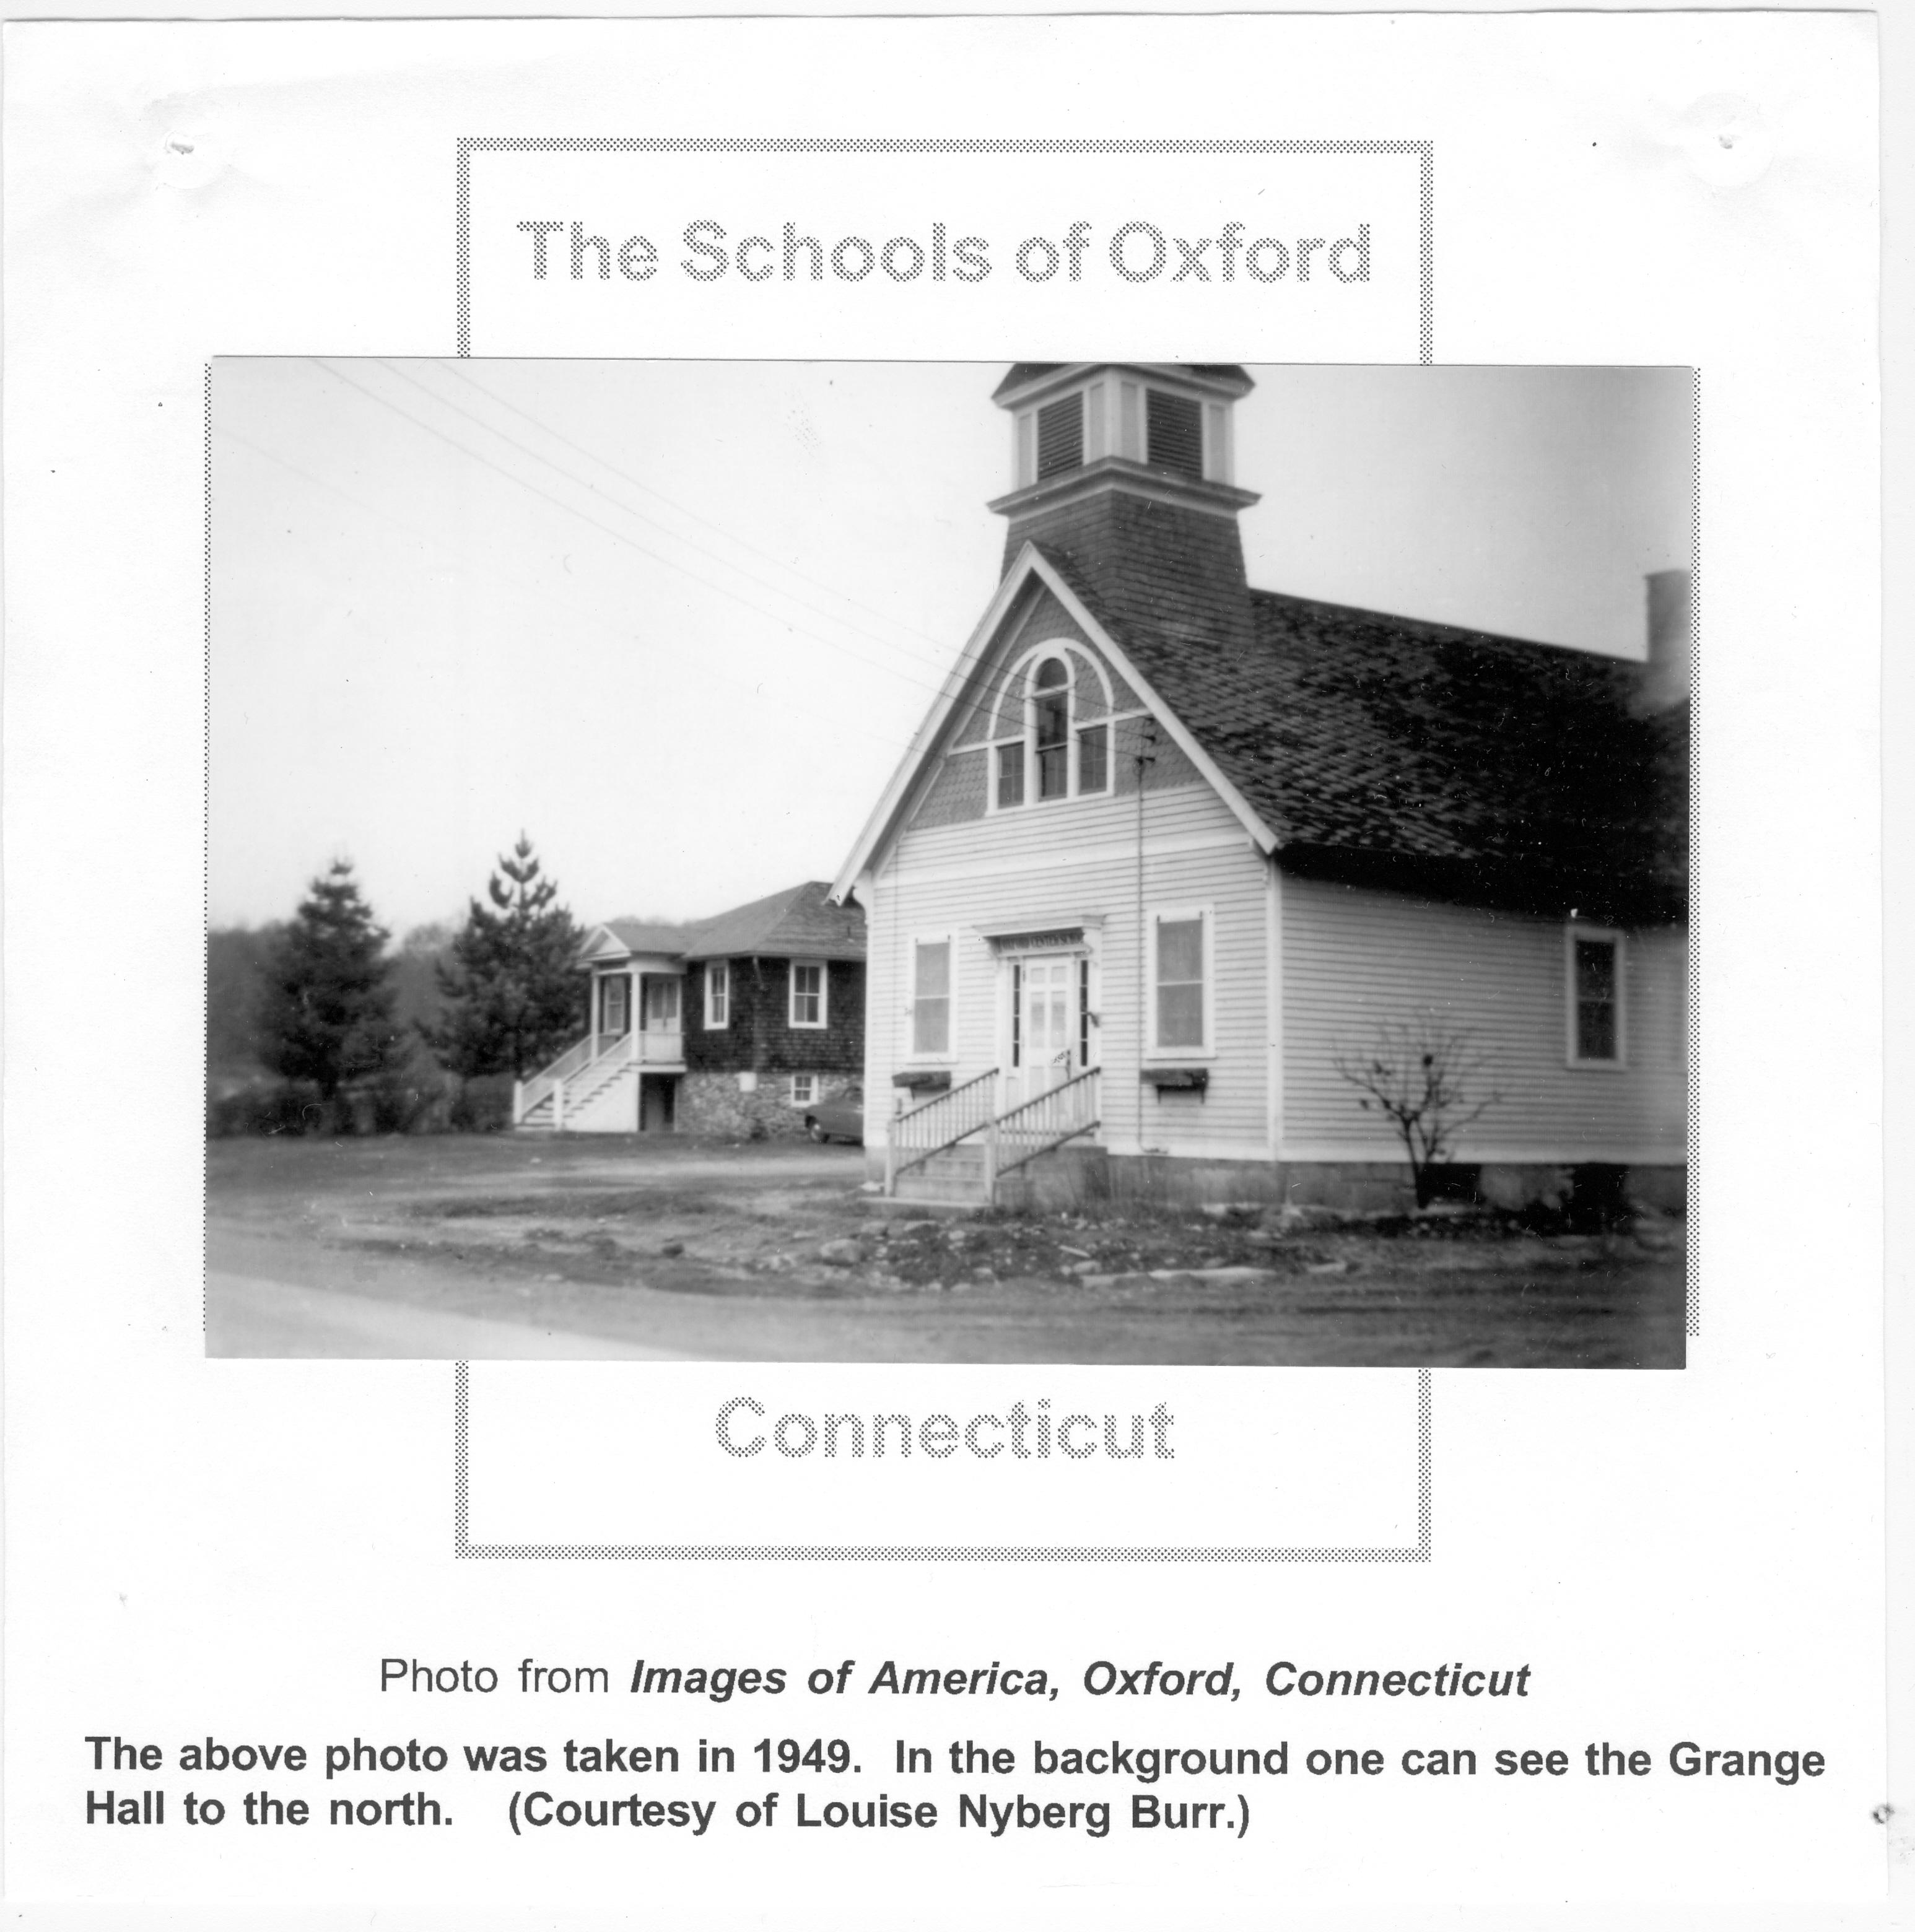 The Schools of Oxford
CENTER
Connecticut
Photo from Images of America, Oxford, Connecticut
The above photo was taken in 1949. In the background one can see the Grange
Hall to the north. (Courtesy of Louise Nyberg Burr.)